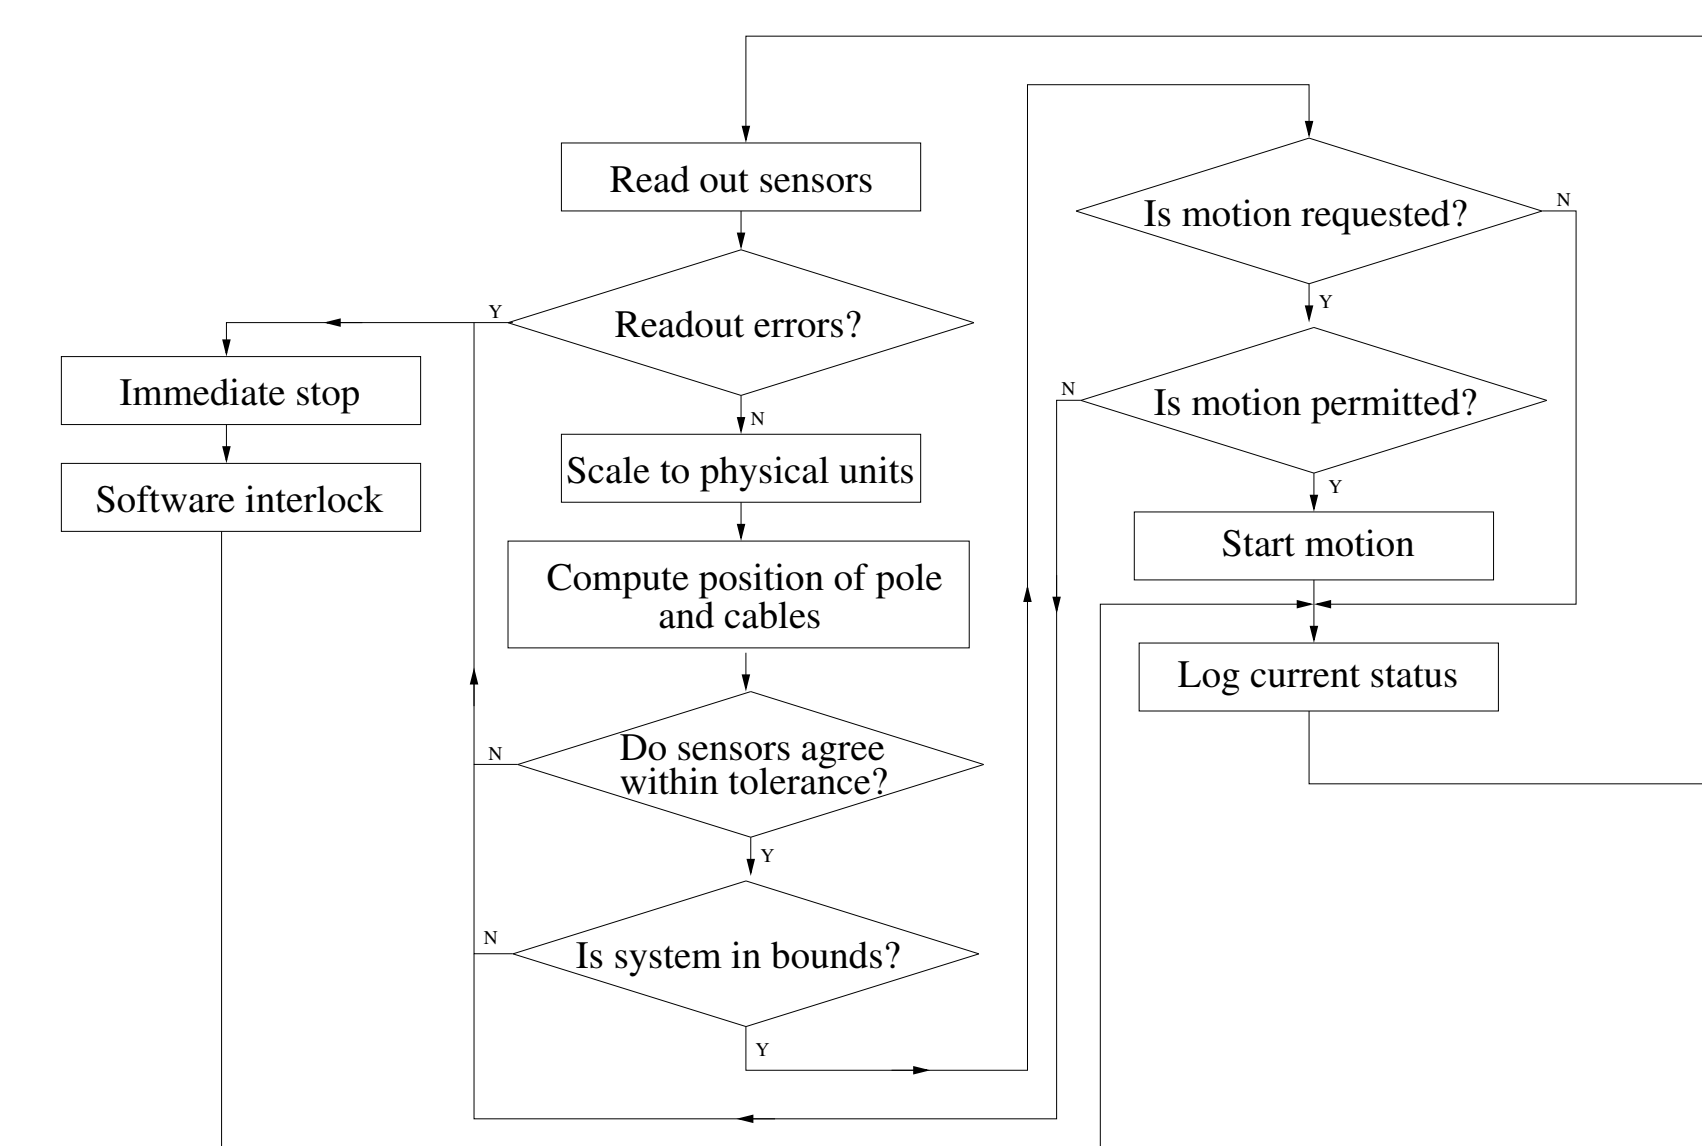 Read out sensors
Readout errors?
Y
N
Immediate stop
Software interlock
Scale to physical units
Compute position of pole
and cables
Do sensors agree
within tolerance?
N
Y
Is system in bounds?
N
Y
Is motion requested?
N
Y
Is motion permitted?
N
Y
Start motion
Log current status